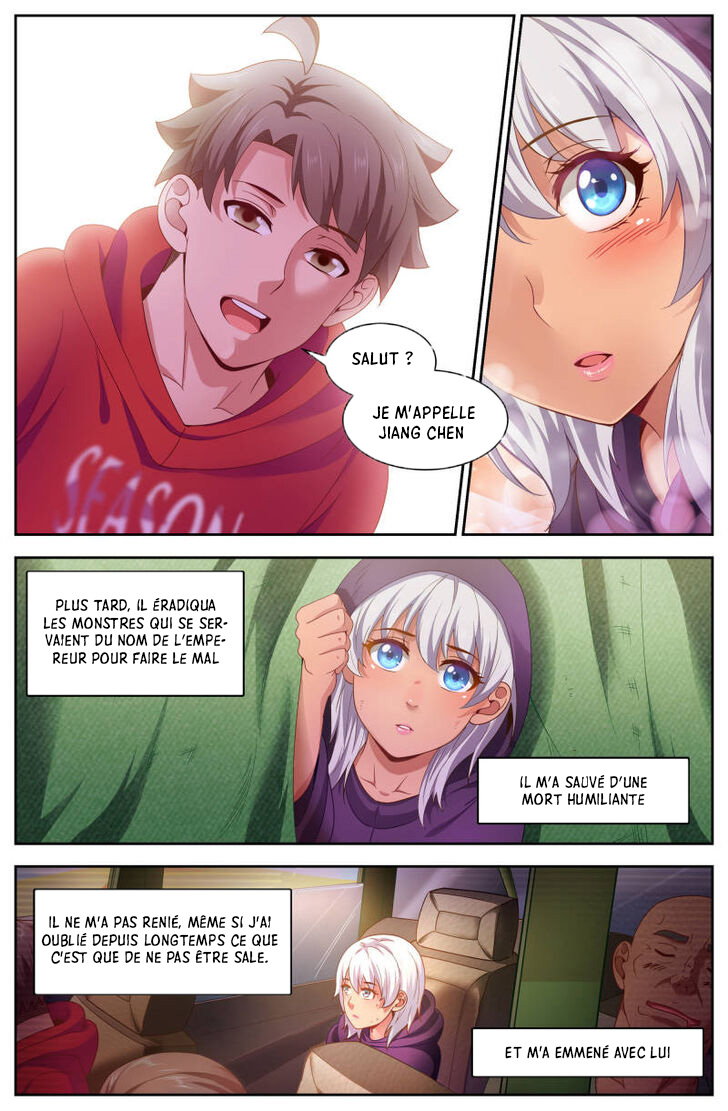 SALUT ?
JE M'APPELLE
JIANG CHEN
SEASON
PLUS TARD, IL ÉRADIQUA
LES MONSTRES QUI SE SER-
VAIENT DU NOM DE L'EMPE-
REUR POUR FAIRE LE MAL
IL M'A SAUVÉ D'UNE
MORT HUMILIANTE
IL NE M'A PAS RENIÉ, MÊME SI J'AI
OUBLIÉ DEPUIS LONGTEMPS CE QUE
C'EST QUE DE NE PAS ÊTRE SALE.
ET M'A EMMENÉ AVEC LUI